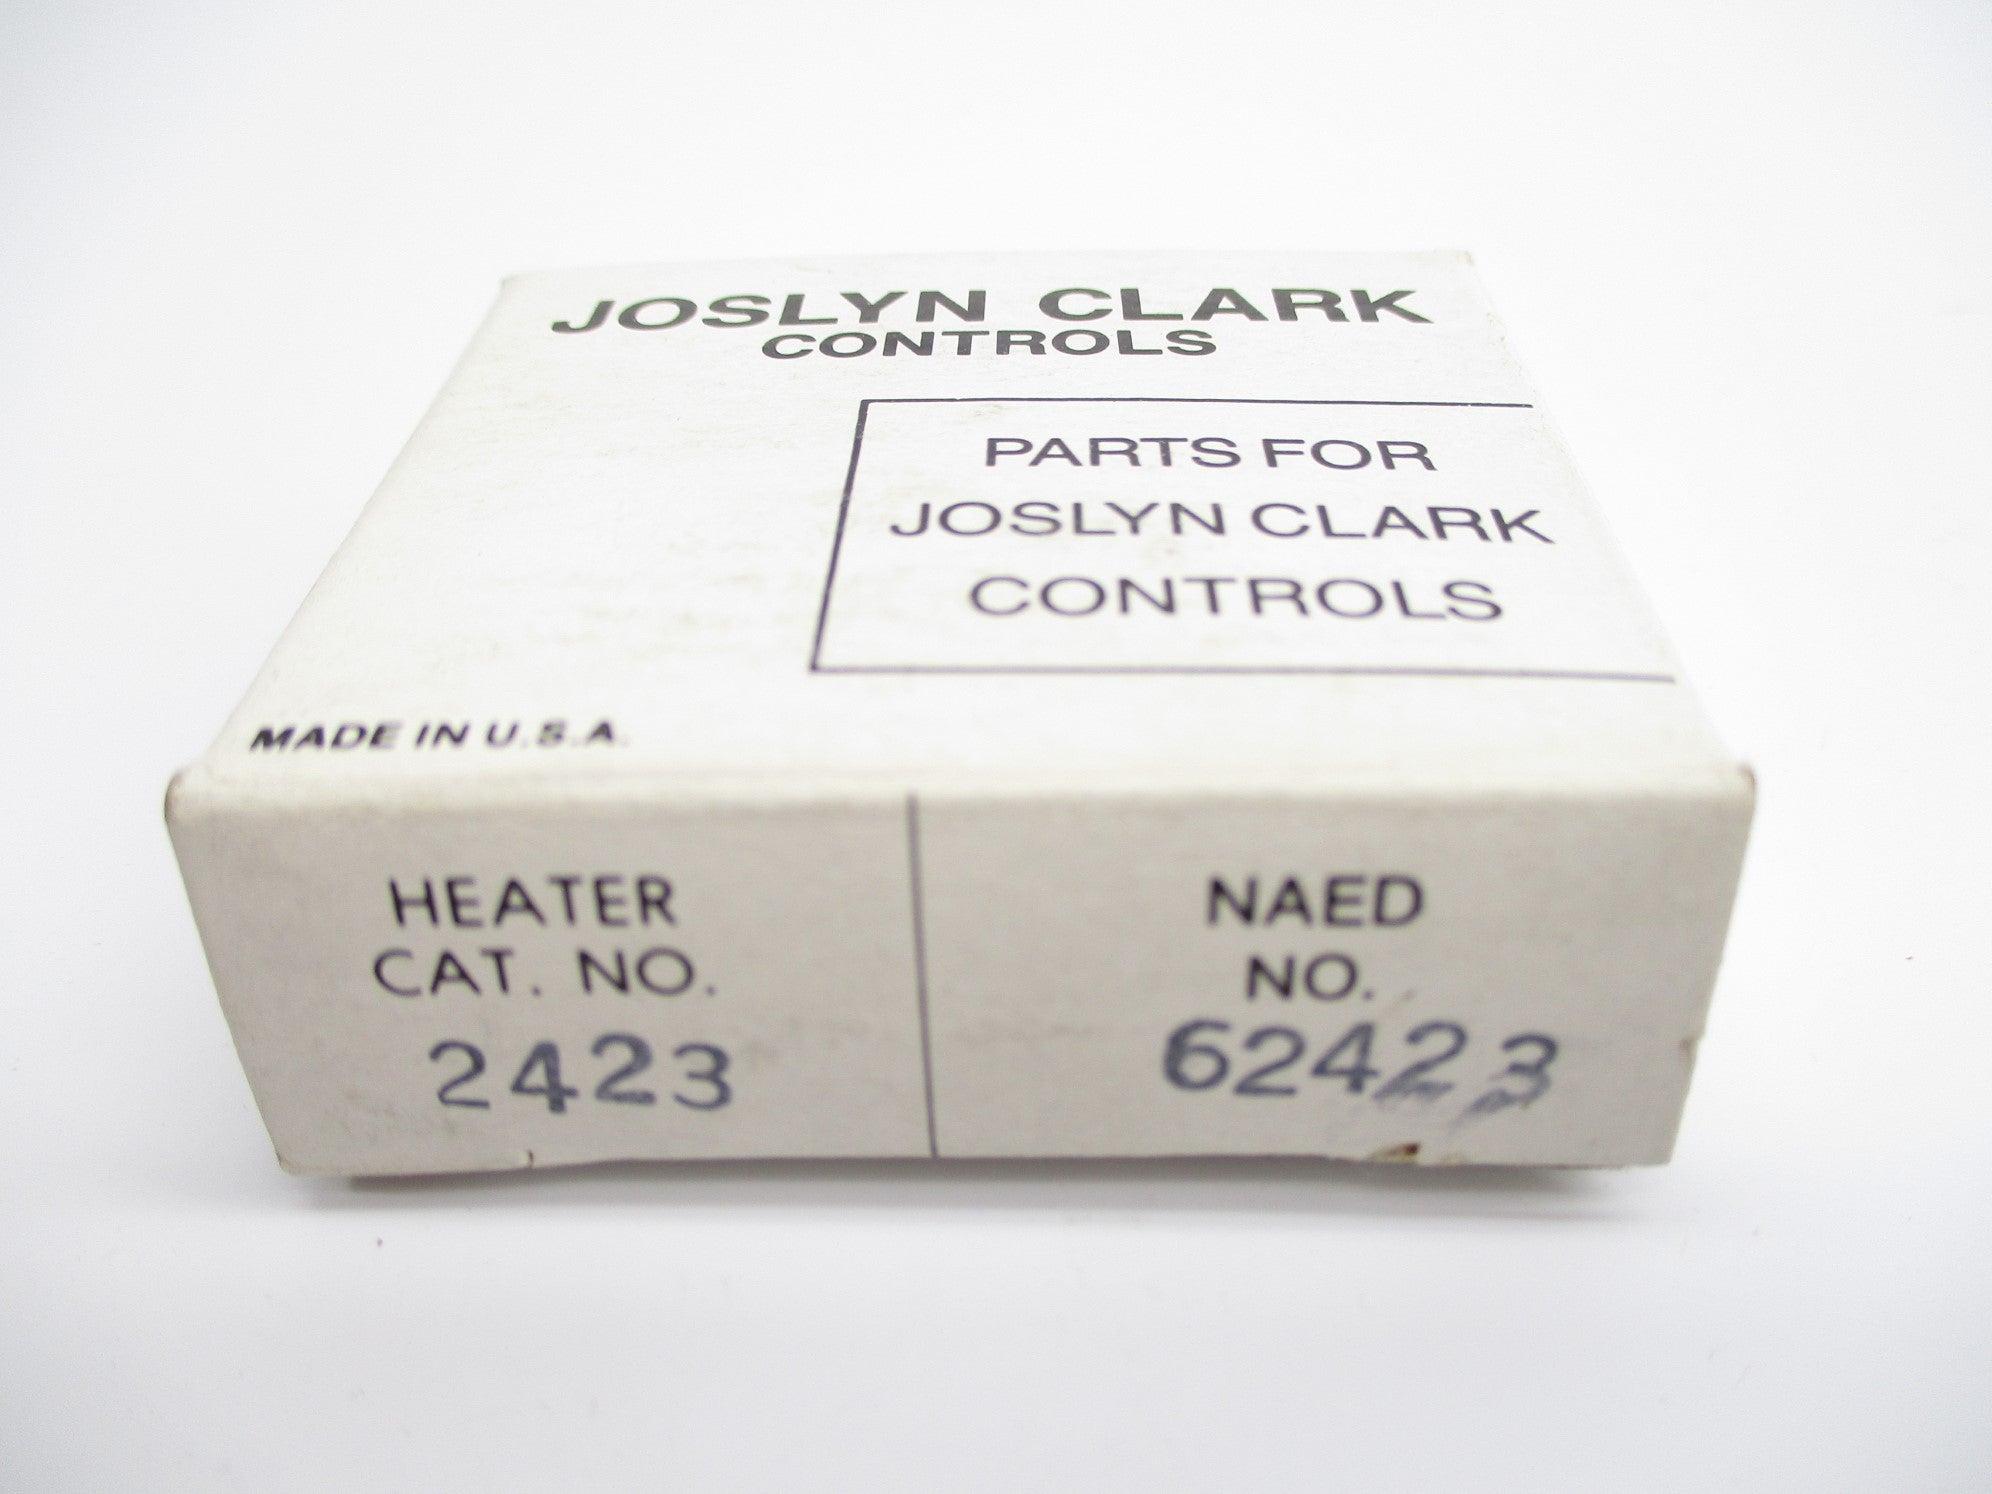 JOSLYN CLARK
CONTROLS
PARTS FOR
JOSLYN CLARK
CONTROLS
MADE IN U.S.A.
HEATER
CAT. NO.
2423
NAED
NO.
62423